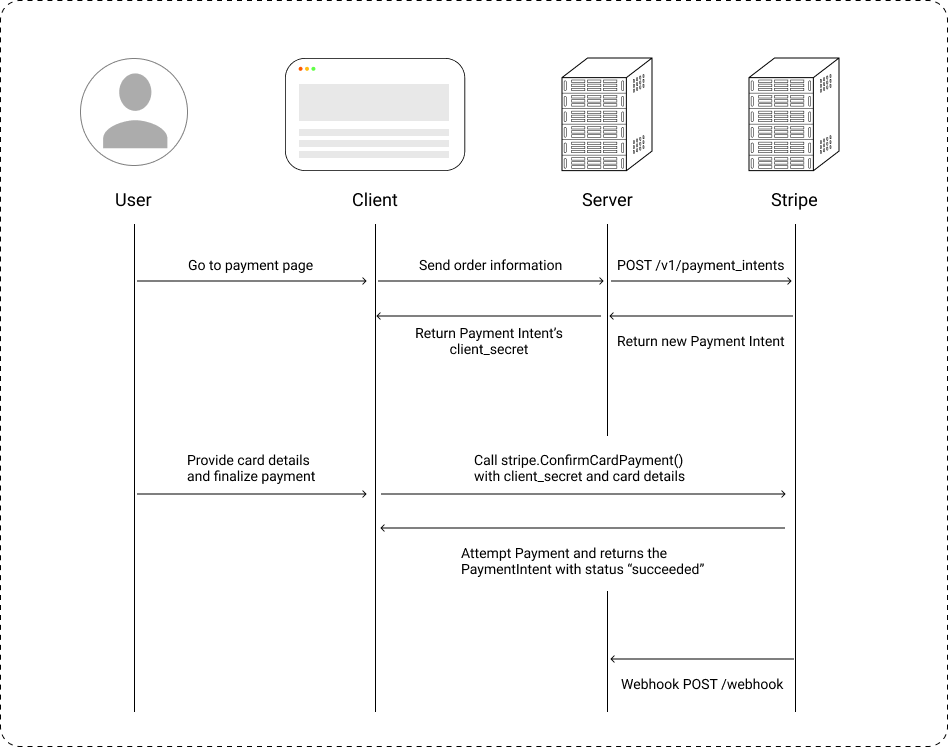 User
Client
Server
Stripe
Go to payment page
Send order information
POST /v1/payment_intents
Return Payment Intent’s
client_secret
Return new Payment Intent
Provide card details
and finalize payment
Call stripe.ConfirmCardPayment()
with client_secret and card details
Attempt Payment and returns the
PaymentIntent with status “succeeded”
Webhook POST /webhook